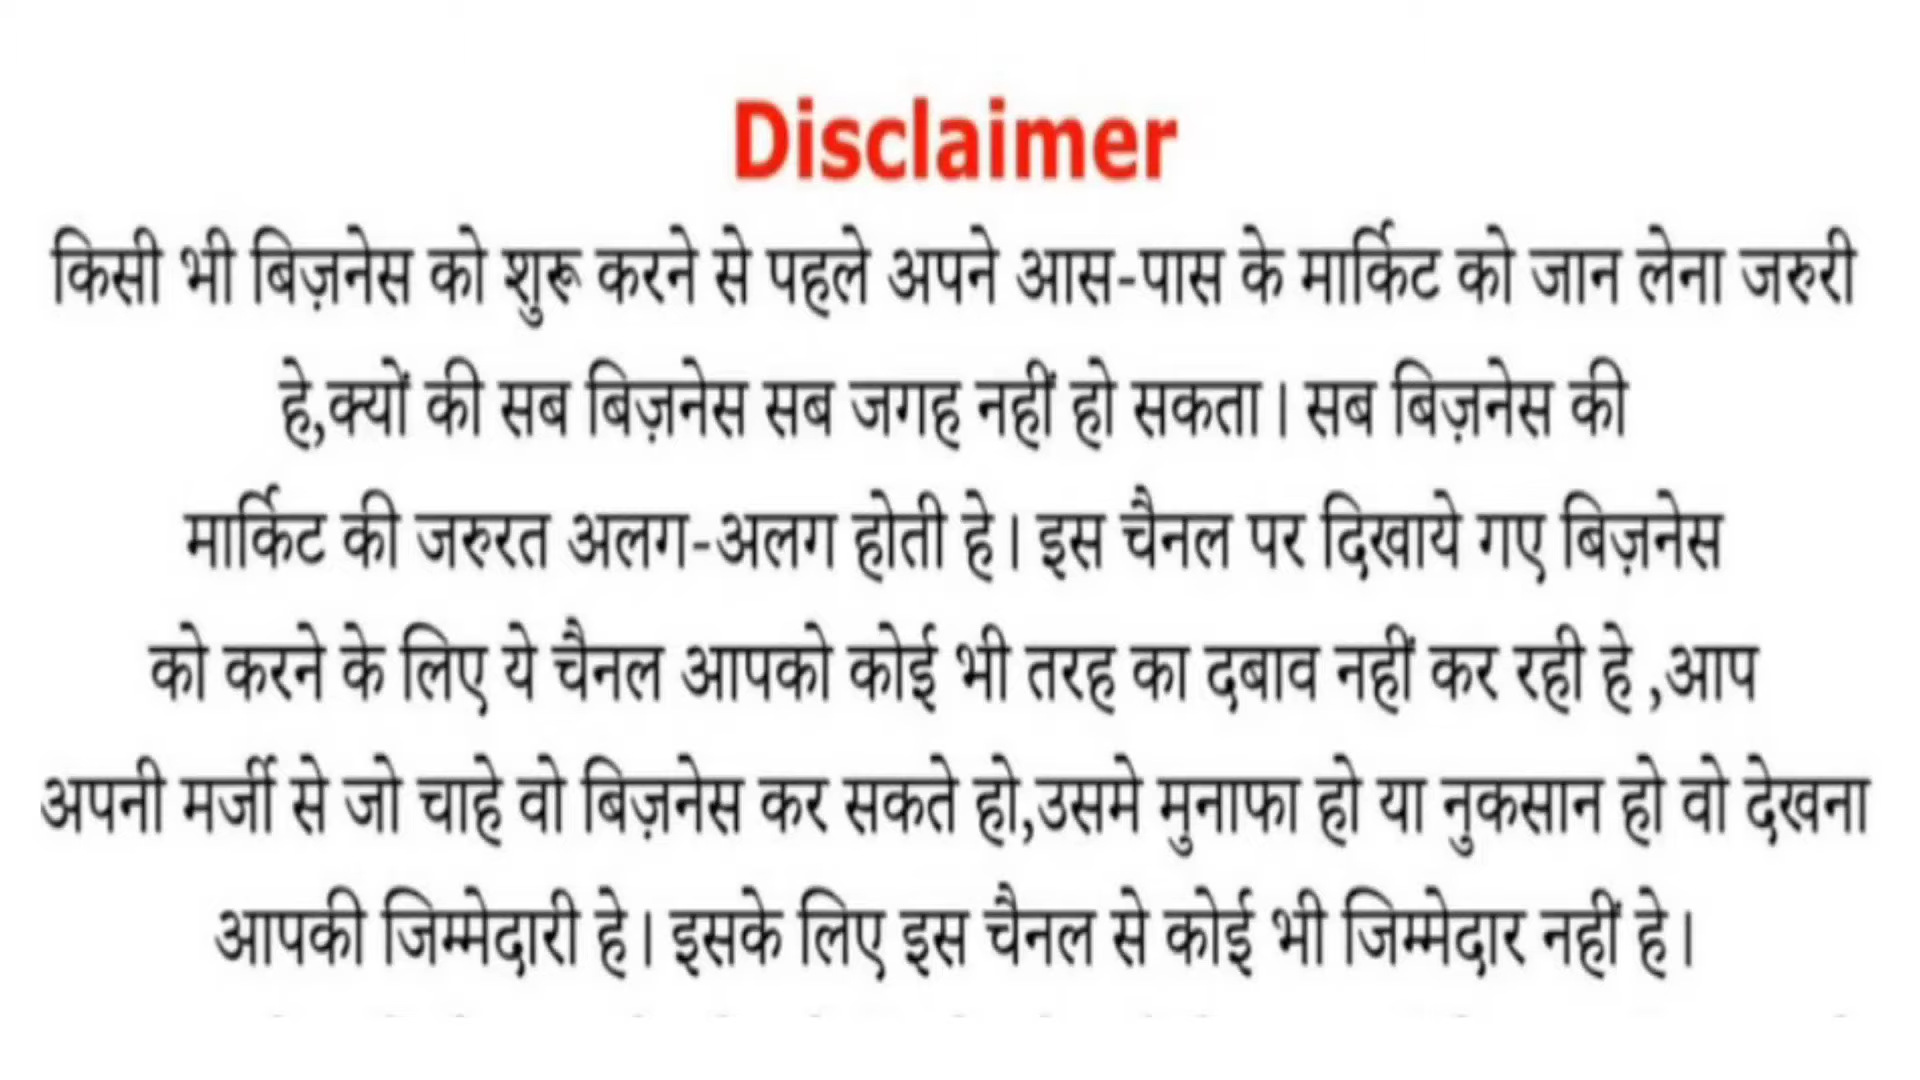 Disclaimer
किसी भी बिज़नेस को शुरू करने से पहले अपने आस-पास के मार्किट को जान लेना जरुरी
हे,क्यों की सब बिज़नेस सब जगह नहीं हो सकता। सब बिज़नेस की
मार्किट की जरुरत अलग-अलग होती हे। इस चैनल पर दिखाये गए बिज़नेस
को करने के लिए ये चैनल आपको कोई भी तरह का दबाव नहीं कर रही हे ,आप
अपनी मर्जी से जो चाहे वो बिज़नेस कर सकते हो,उसमे मुनाफा हो या नुकसान हो वो देखना
आपकी जिम्मेदारी हे। इसके लिए इस चैनल से कोई भी जिम्मेदार नहीं हे।